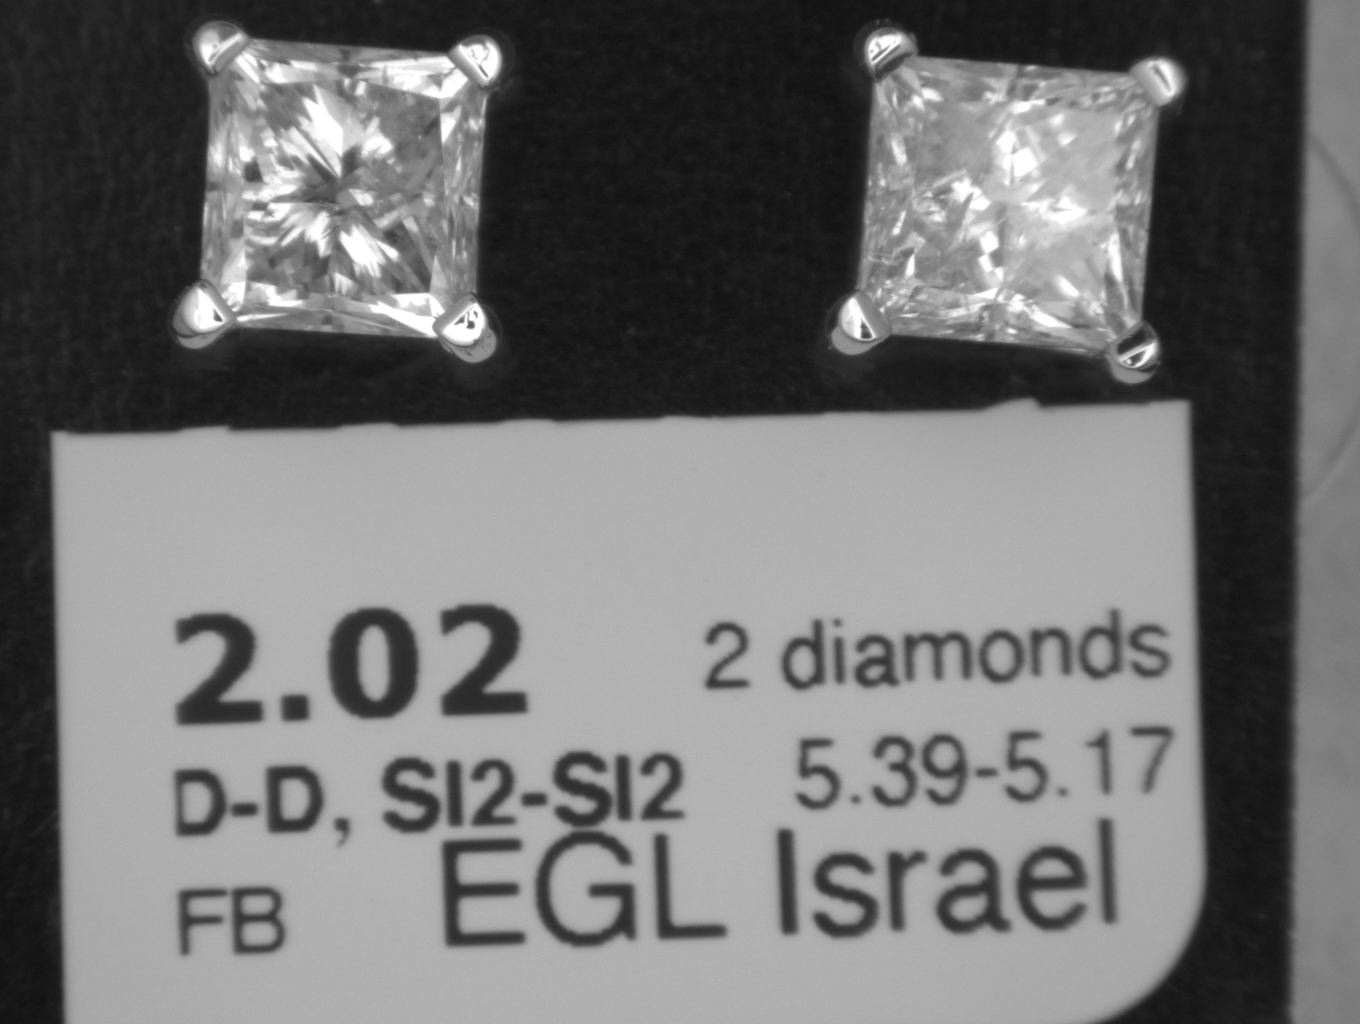 2.02 2 diamonds
D-D, SI2-SI2 5.39-5.17
FB EGL Israel